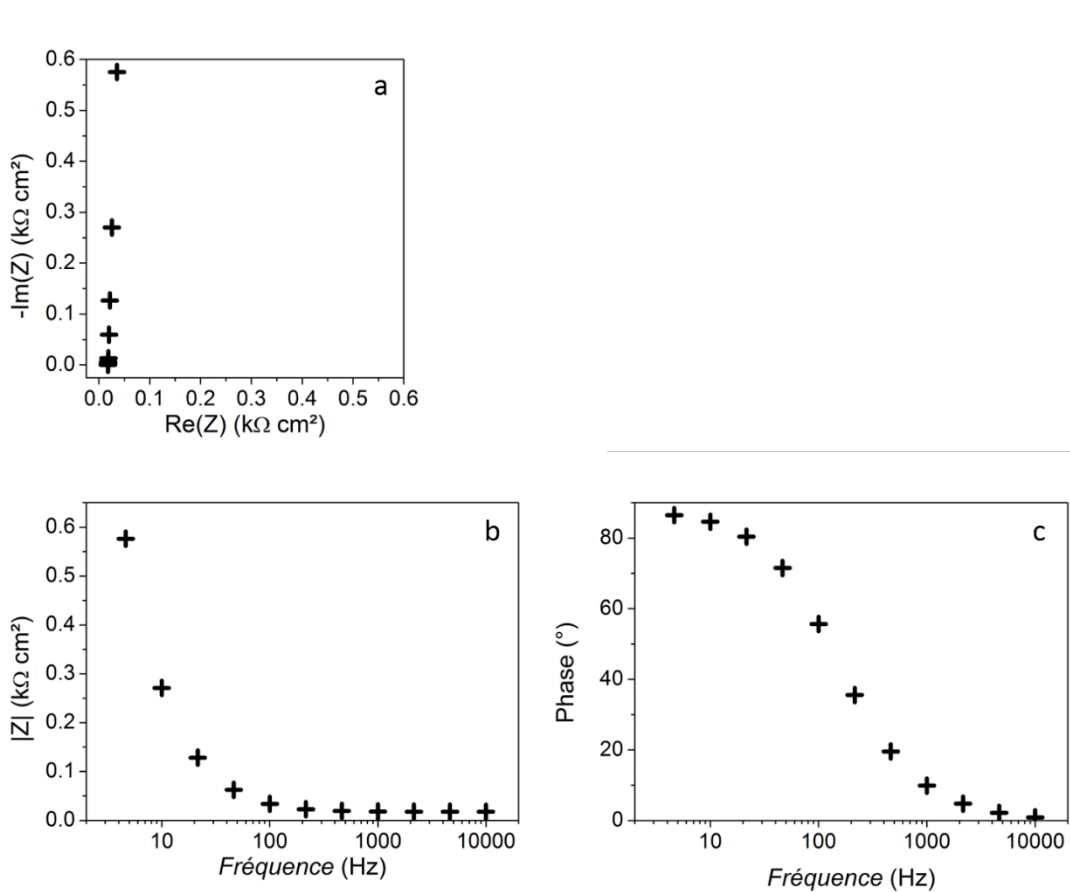 a
0.6
0.5
0.4
0.3
0.2
0.1
0.0
-Im(Z) (kΩ cm²)
0.0 0.1 0.2 0.3 0.4 0.5 0.6
Re(Z) (kΩ cm²)
b
0.6
0.5
0.4
0.3
0.2
0.1
0.0
|Z| (kΩ cm²)
10 100 1000 10000
Fréquence (Hz)
c
80
60
40
20
0
Phase (°)
10 100 1000 10000
Fréquence (Hz)